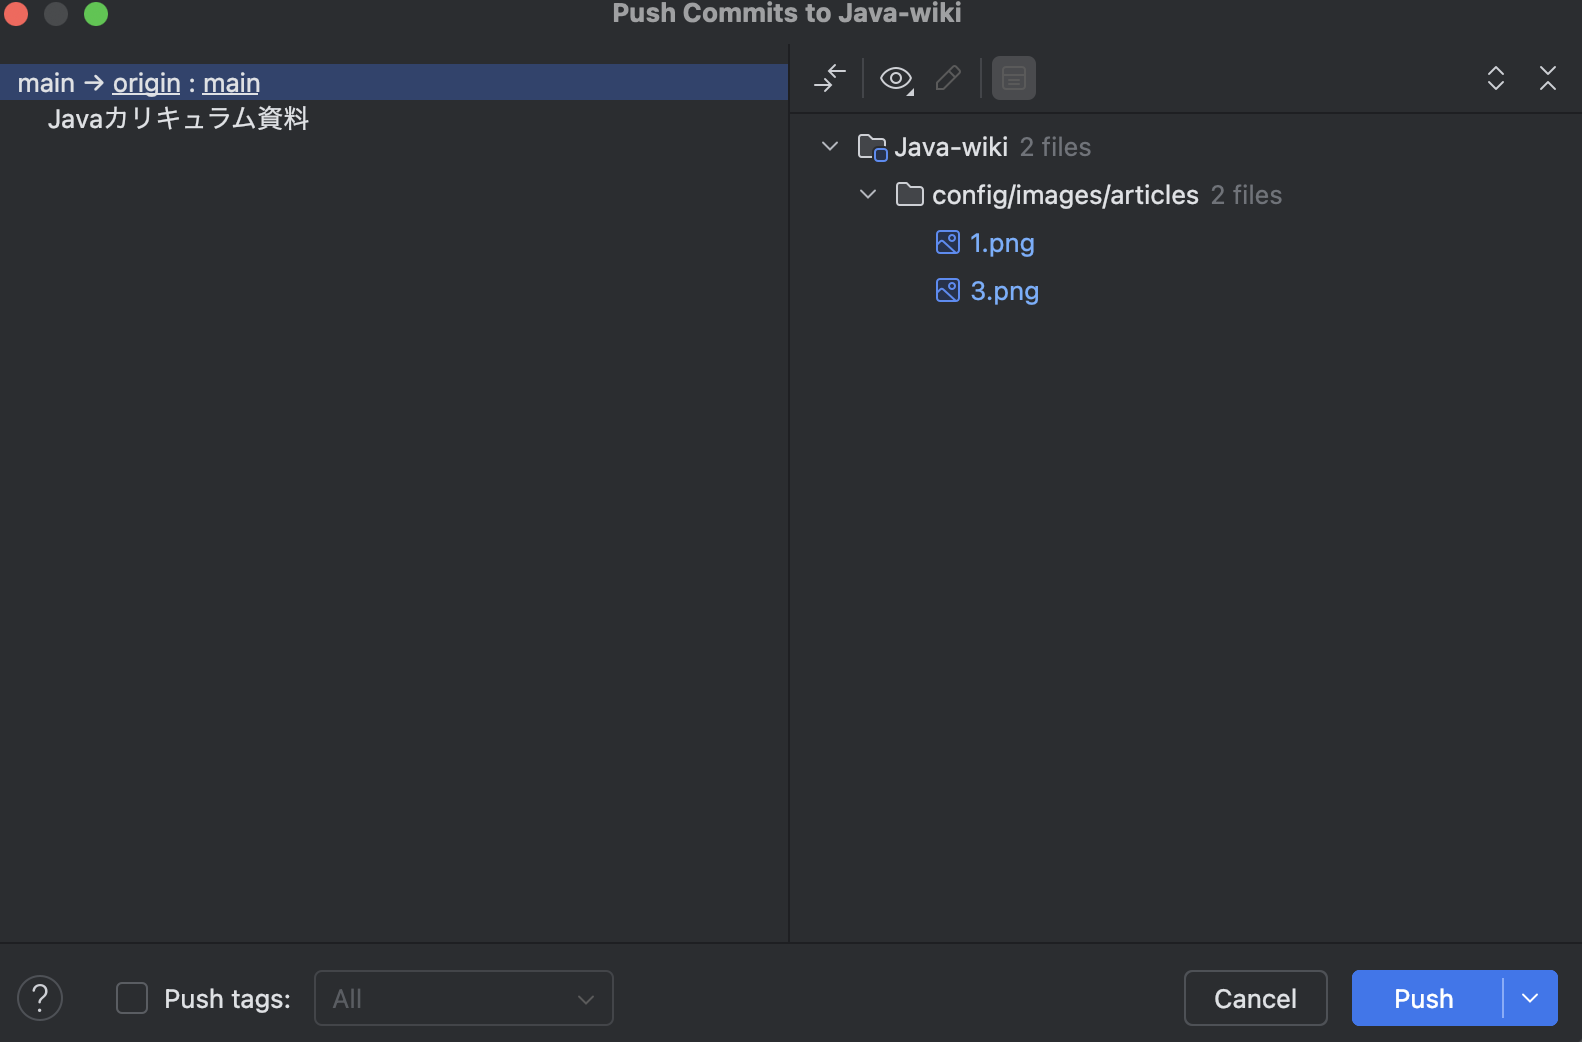 Push Commits to Java-wiki
main → origin : main
Javaカリキュラム資料
Java-wiki 2 files
config/images/articles 2 files
1.png
3.png
? Push tags: All Cancel Push